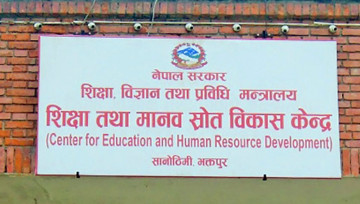 नेपाल सरकार
शिक्षा, विज्ञान तथा प्रविधि मन्त्रालय
शिक्षा तथा मानव स्रोत विकास केन्द्र
(Center for Education and Human Resource Development)
सानोठिमी, भक्तपुर